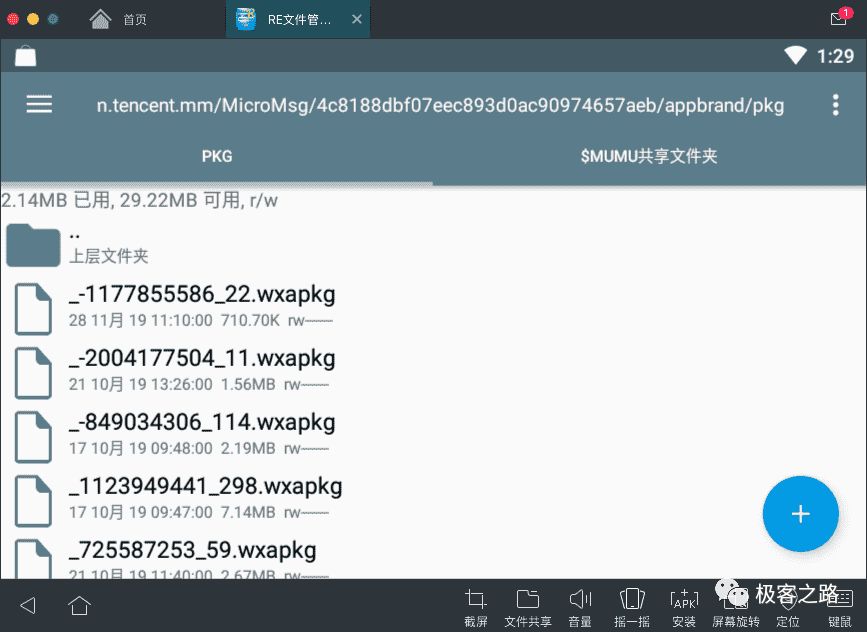 首页
RE文件管...
1
1:29
n.tencent.mm/MicroMsg/4c8188dbf07eec893d0ac90974657aeb/appbrand/pkg
PKG
$MUMU共享文件夹
2.14MB 已用, 29.22MB 可用, r/w
..
上层文件夹
_-1177855586_22.wxapkg
28 11月 19 11:10:00 710.70K rw-------
_-2004177504_11.wxapkg
21 10月 19 13:26:00 1.56MB rw-------
_-849034306_114.wxapkg
17 10月 19 09:48:00 2.19MB rw-------
_1123949441_298.wxapkg
17 10月 19 09:47:00 7.14MB rw-------
_725587253_59.wxapkg
21 10月 19 11:40:00 2.67MB rw-------
极客之路
APK
截屏
文件共享
音量
摇一摇
安装
屏幕旋转
定位
键鼠